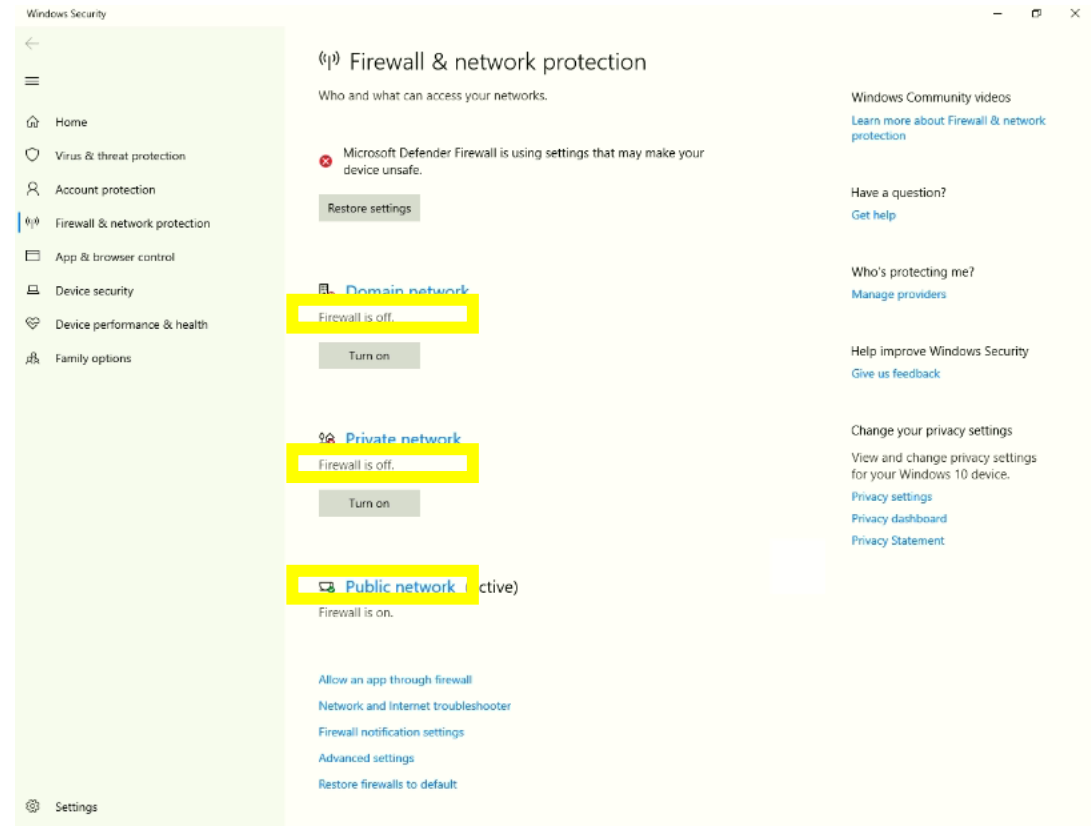 Windows Security
Firewall & network protection
Who and what can access your networks.
Home
Virus & threat protection
Account protection
Firewall & network protection
App & browser control
Device security
Device performance & health
Family options
Settings
Microsoft Defender Firewall is using settings that may make your
device unsafe.
Restore settings
Domain network
Firewall is off.
Turn on
Private network
Firewall is off.
Turn on
Public network ctive)
Firewall is on.
Allow an app through firewall
Network and Internet troubleshooter
Firewall notification settings
Advanced settings
Restore firewalls to default
Windows Community videos
Learn more about Firewall & network
protection
Have a question?
Get help
Who's protecting me?
Manage providers
Help improve Windows Security
Give us feedback
Change your privacy settings
View and change privacy settings
for your Windows 10 device.
Privacy settings
Privacy dashboard
Privacy Statement